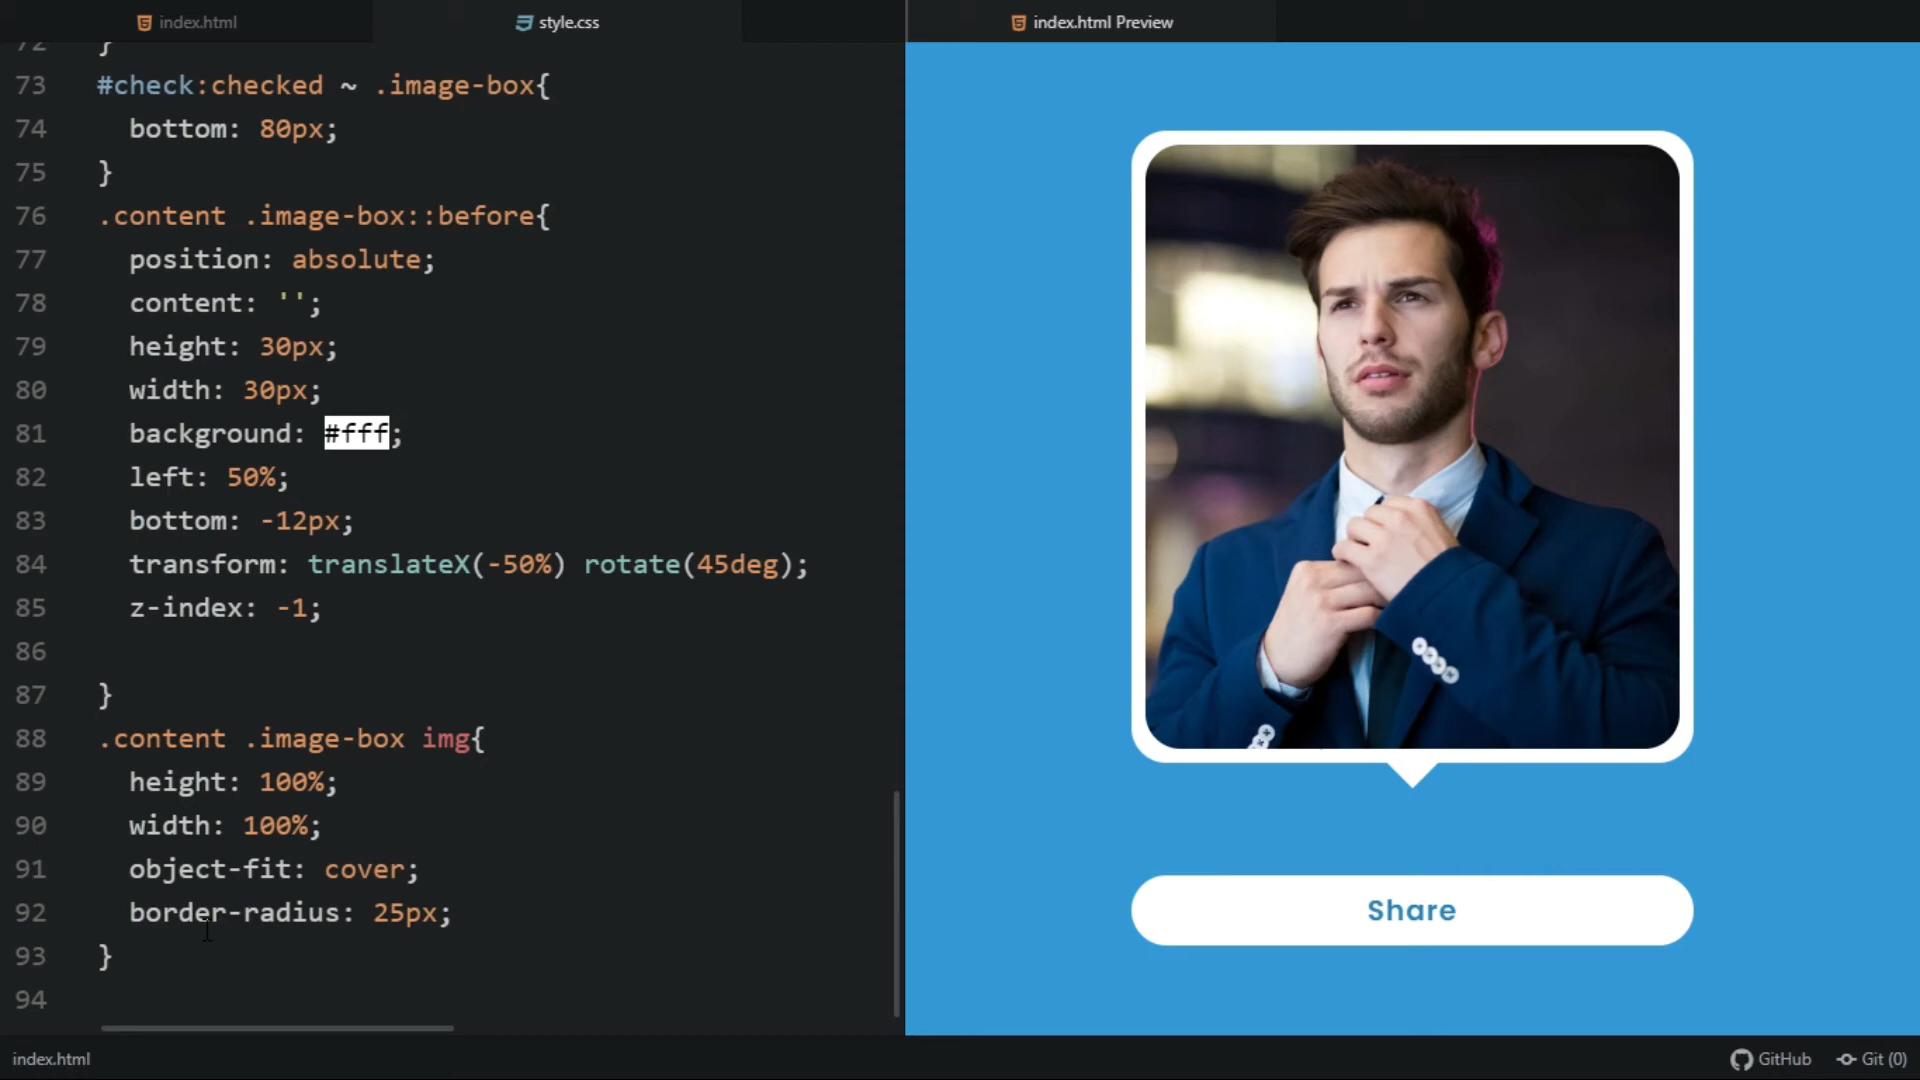 index.html
style.css
index.html Preview
72 }
73 #check:checked ~ .image-box{
74 bottom: 80px;
75 }
76 .content .image-box::before{
77 position: absolute;
78 content: '';
79 height: 30px;
80 width: 30px;
81 background: #fff;
82 left: 50%;
83 bottom: -12px;
84 transform: translateX(-50%) rotate(45deg);
85 z-index: -1;
86
87 }
88 .content .image-box img{
89 height: 100%;
90 width: 100%;
91 object-fit: cover;
92 border-radius: 25px;
93 }
94
Share
index.html
GitHub
Git (0)